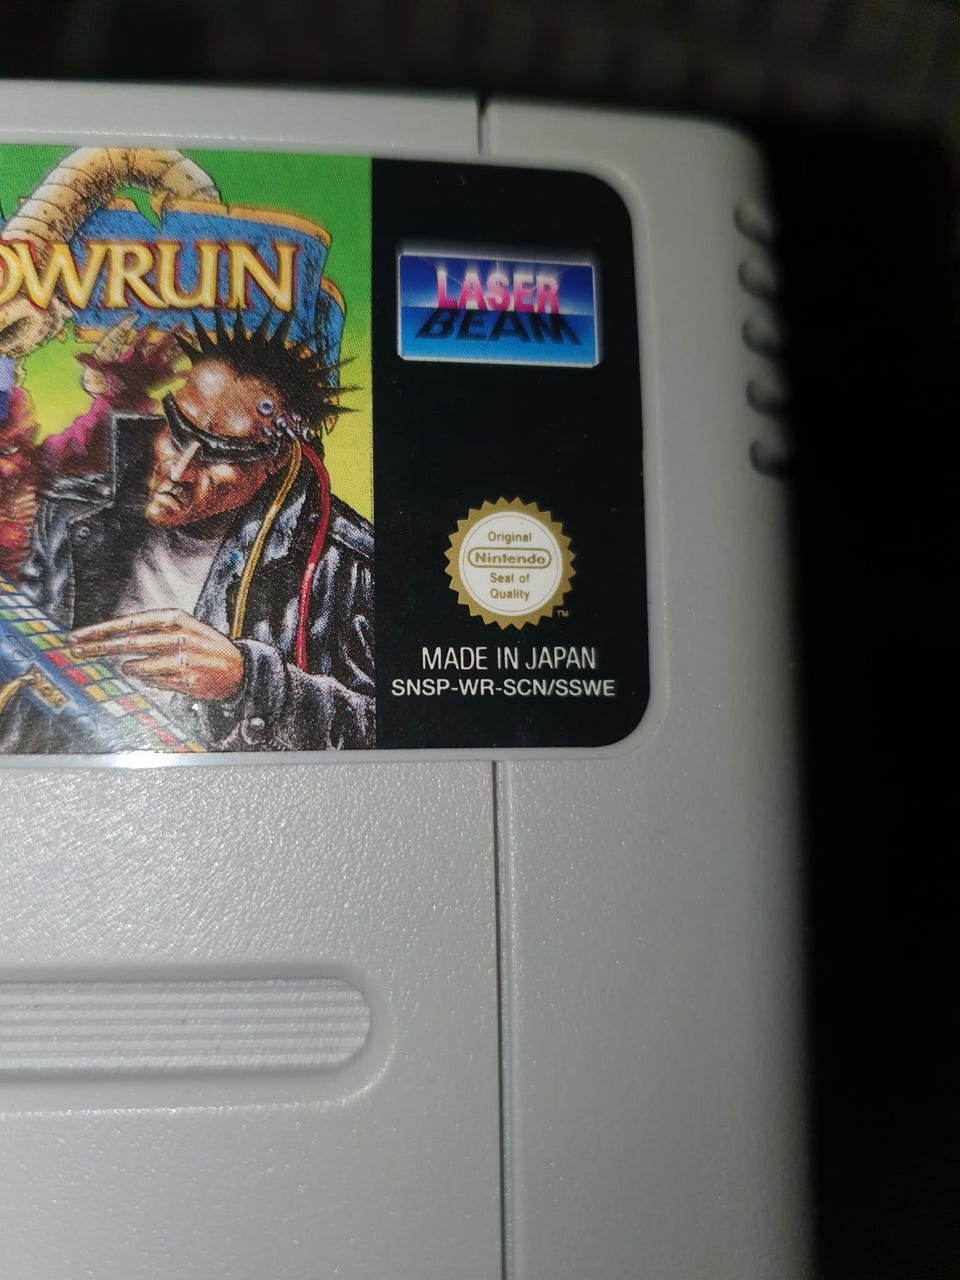 OWRUN
LASER
BEAM
Original
Nintendo
Seal of
Quality
TM
MADE IN JAPAN
SNSP-WR-SCN/SSWE